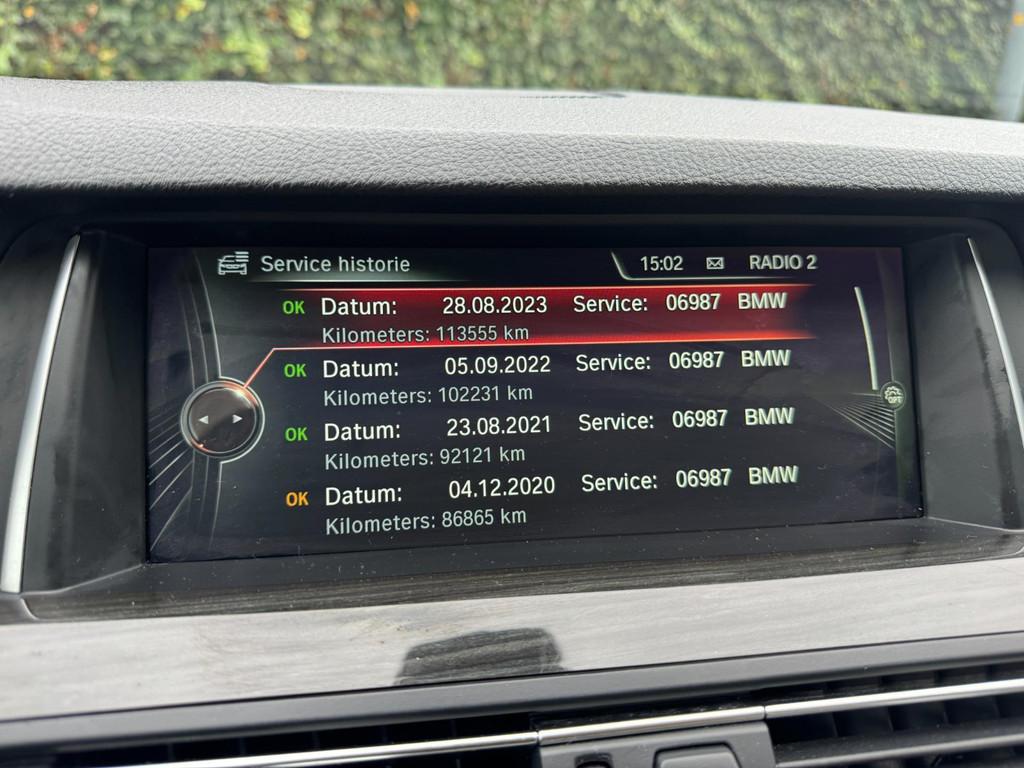 Service historie 15:02 RADIO 2
OK Datum: 28.08.2023 Service: 06987 BMW
Kilometers: 113555 km
OK Datum: 05.09.2022 Service: 06987 BMW
Kilometers: 102231 km
OK Datum: 23.08.2021 Service: 06987 BMW
Kilometers: 92121 km
OK Datum: 04.12.2020 Service: 06987 BMW
Kilometers: 86865 km
OPT